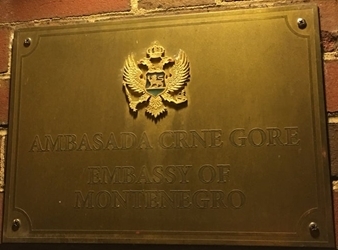 AMBASADA CRNE GORE
EMBASSY OF
MONTENEGRO